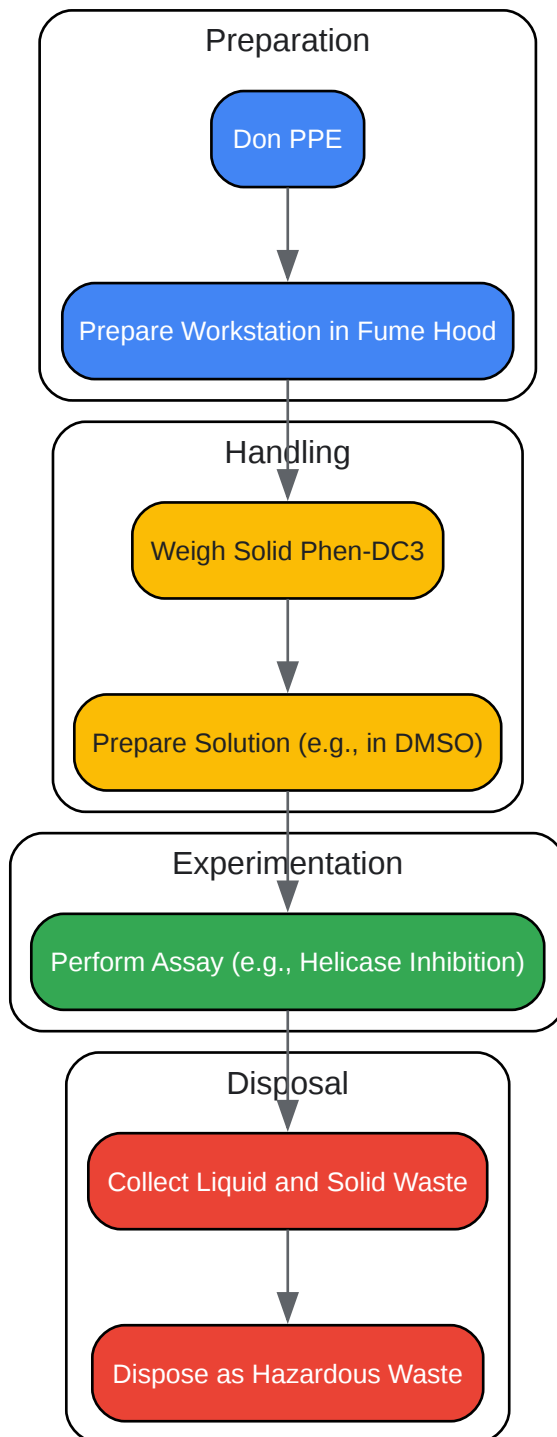 Preparation
Don PPE
Prepare Workstation in Fume Hood
Handling
Weigh Solid Phen-DC3
Prepare Solution (e.g., in DMSO)
Experimentation
Perform Assay (e.g., Helicase Inhibition)
Disposal
Collect Liquid and Solid Waste
Dispose as Hazardous Waste